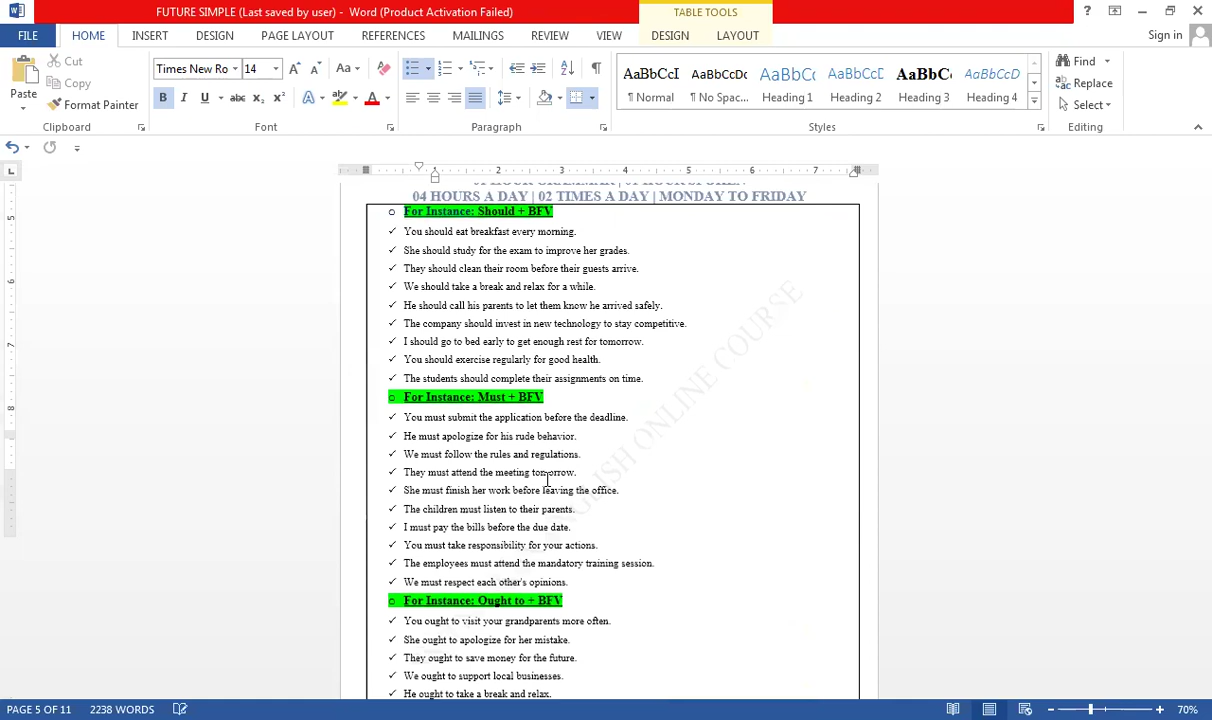 FUTURE SIMPLE (Last saved by user) - Word (Product Activation Failed)
TABLE TOOLS
FILE HOME INSERT DESIGN PAGE LAYOUT REFERENCES MAILINGS REVIEW VIEW DESIGN LAYOUT Sign in
Paste
Cut
Copy
Format Painter
Clipboard
Times New Ro 14
Font
Paragraph
AaBbCcI AaBbCcDc AaBbC AaBbCcD AaBbC AaBbCcD
¶ Normal ¶ No Spac... Heading 1 Heading 2 Heading 3 Heading 4
Styles
Find
Replace
Select
Editing
1 2 3 4 5 6 7
04 HOURS A DAY | 02 TIMES A DAY | MONDAY TO FRIDAY
For Instance: Should + BFV
You should eat breakfast every morning.
She should study for the exam to improve her grades.
They should clean their room before their guests arrive.
We should take a break and relax for a while.
He should call his parents to let them know he arrived safely.
The company should invest in new technology to stay competitive.
I should go to bed early to get enough rest for tomorrow.
You should exercise regularly for good health.
The students should complete their assignments on time.
For Instance: Must + BFV
You must submit the application before the deadline.
He must apologize for his rude behavior.
We must follow the rules and regulations.
They must attend the meeting tomorrow.
She must finish her work before leaving the office.
The children must listen to their parents.
I must pay the bills before the due date.
You must take responsibility for your actions.
The employees must attend the mandatory training session.
We must respect each other's opinions.
For Instance: Ought to + BFV
You ought to visit your grandparents more often.
She ought to apologize for her mistake.
They ought to save money for the future.
We ought to support local businesses.
He ought to take a break and relax.
ENGLISH ONLINE COURSE
PAGE 5 OF 11 2238 WORDS 70%